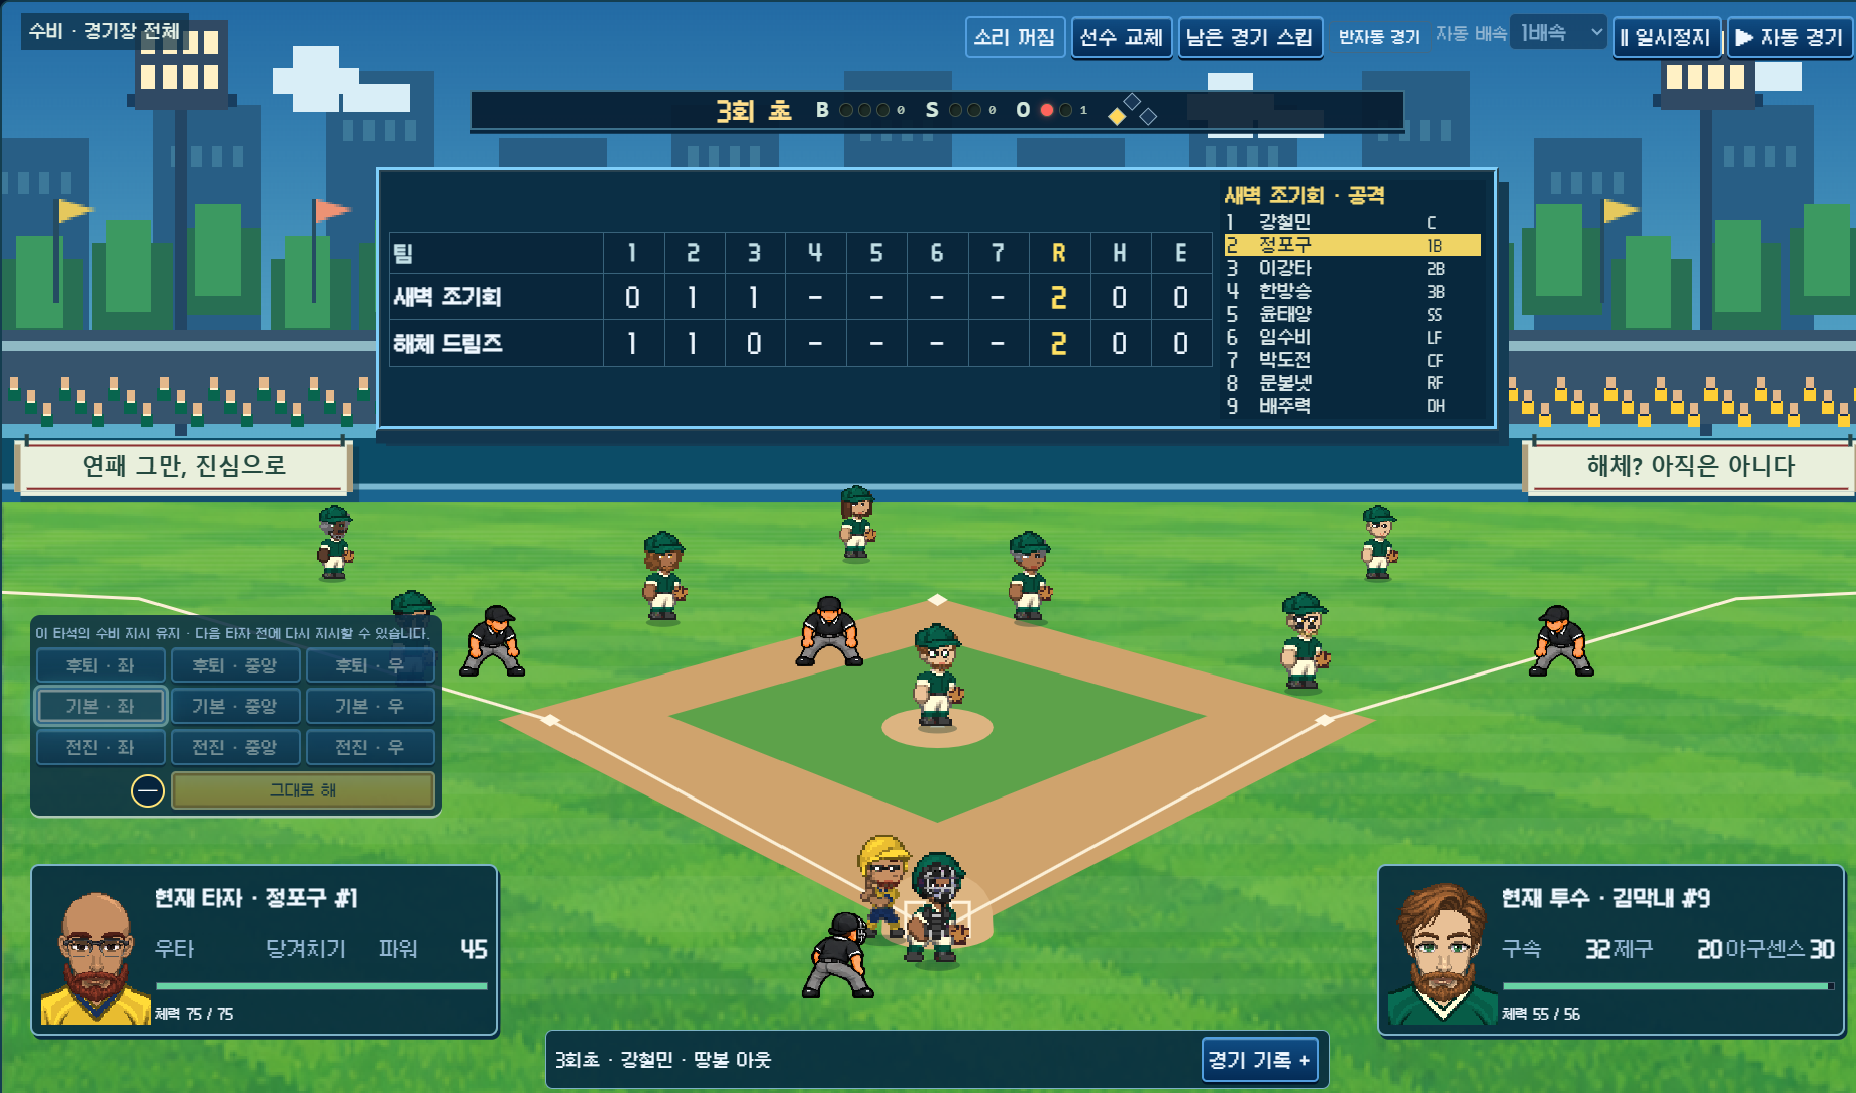 수비 · 경기장 전체
소리 꺼짐
선수 교체
남은 경기 스킵
반자동 경기
자동 배속
1배속
일시정지
자동 경기
3회 초 B 0 S 0 O 1
새벽 조기회 · 공격
1 강철민 C
2 정포구 1B
3 이강타 2B
4 한방승 3B
5 윤태양 SS
6 임수비 LF
7 박도전 CF
8 문볼넷 RF
9 배주력 DH
팀 1 2 3 4 5 6 7 R H E
새벽 조기회 0 1 1 - - - - 2 0 0
해체 드림즈 1 1 0 - - - - 2 0 0
연패 그만, 진심으로
해체? 아직은 아니다
이 타석의 수비 지시 유지 · 다음 타자 전에 다시 지시할 수 있습니다.
후퇴 · 좌 후퇴 · 중앙 후퇴 · 우
기본 · 좌 기본 · 중앙 기본 · 우
전진 · 좌 전진 · 중앙 전진 · 우
그대로 해
현재 타자 · 정포구 #1
우타 당겨치기 파워 45
체력 75 / 75
현재 투수 · 김막내 #9
구속 32 제구 20 야구센스 30
체력 55 / 56
3회초 · 강철민 · 땅볼 아웃
경기 기록 +